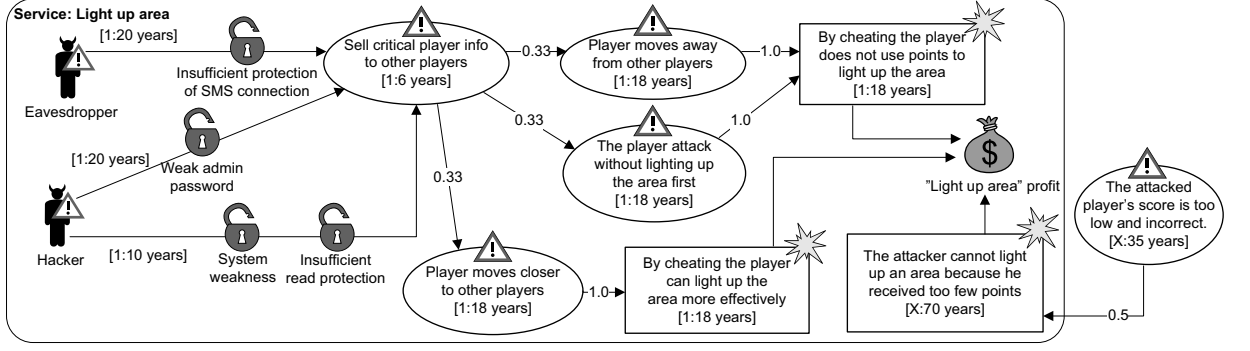 Service: Light up area
[1:20 years]
Insufficient protection
of SMS connection
Eavesdropper
Sell critical player info
to other players
[1:6 years]
0.33
Player moves away
from other players
[1:18 years]
1.0
By cheating the player
does not use points to
light up the area
[1:18 years]
0.33
The player attack
without lighting up
the area first
[1:18 years]
1.0
[1:20 years]
Weak admin
password
Hacker
[1:10 years]
System
weakness
Insufficient
read protection
0.33
Player moves closer
to other players
[1:18 years]
1.0
By cheating the player
can light up the
area more effectively
[1:18 years]
$
"Light up area" profit
The attacker cannot light
up an area because he
received too few points
[X:70 years]
The attacked
player's score is too
low and incorrect.
[X:35 years]
0.5